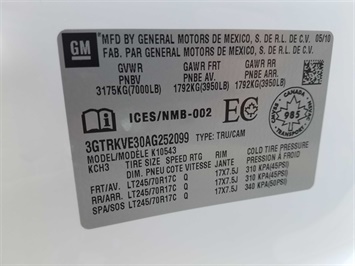 GM
MFD BY GENERAL MOTORS DE MEXICO, S. DE R.L. DE C.V. 05/10
FAB. PAR GENERAL MOTORS DE MEXICO, S. DE R.L. DE C.V.
GVWR GAWR FRT GAWR RR
PNBV PNBE AV. PNBE ARR.
3175KG(7000LB) 1792KG(3950LB) 1792KG(3950LB)
ICES/NMB-002 EC
CANADA
985
3GTRKVE30AG252099 TYPE: TRU/CAM
MODEL/MODÈLE K10543
KCH3 TIRE SIZE SPEED RTG RIM COLD TIRE PRESSURE
DIM. PNEU COTE VITESSE JANTE PRESSION À FROID
FRT/AV. LT245/70R17C Q 17X7.5J 310 KPA(45PSI)
RR/ARR LT245/70R17C Q 17X7.5J 310 KPA(45PSI)
SPA/SOS LT245/70R17C Q 17X7.5J 340 KPA(50PSI)